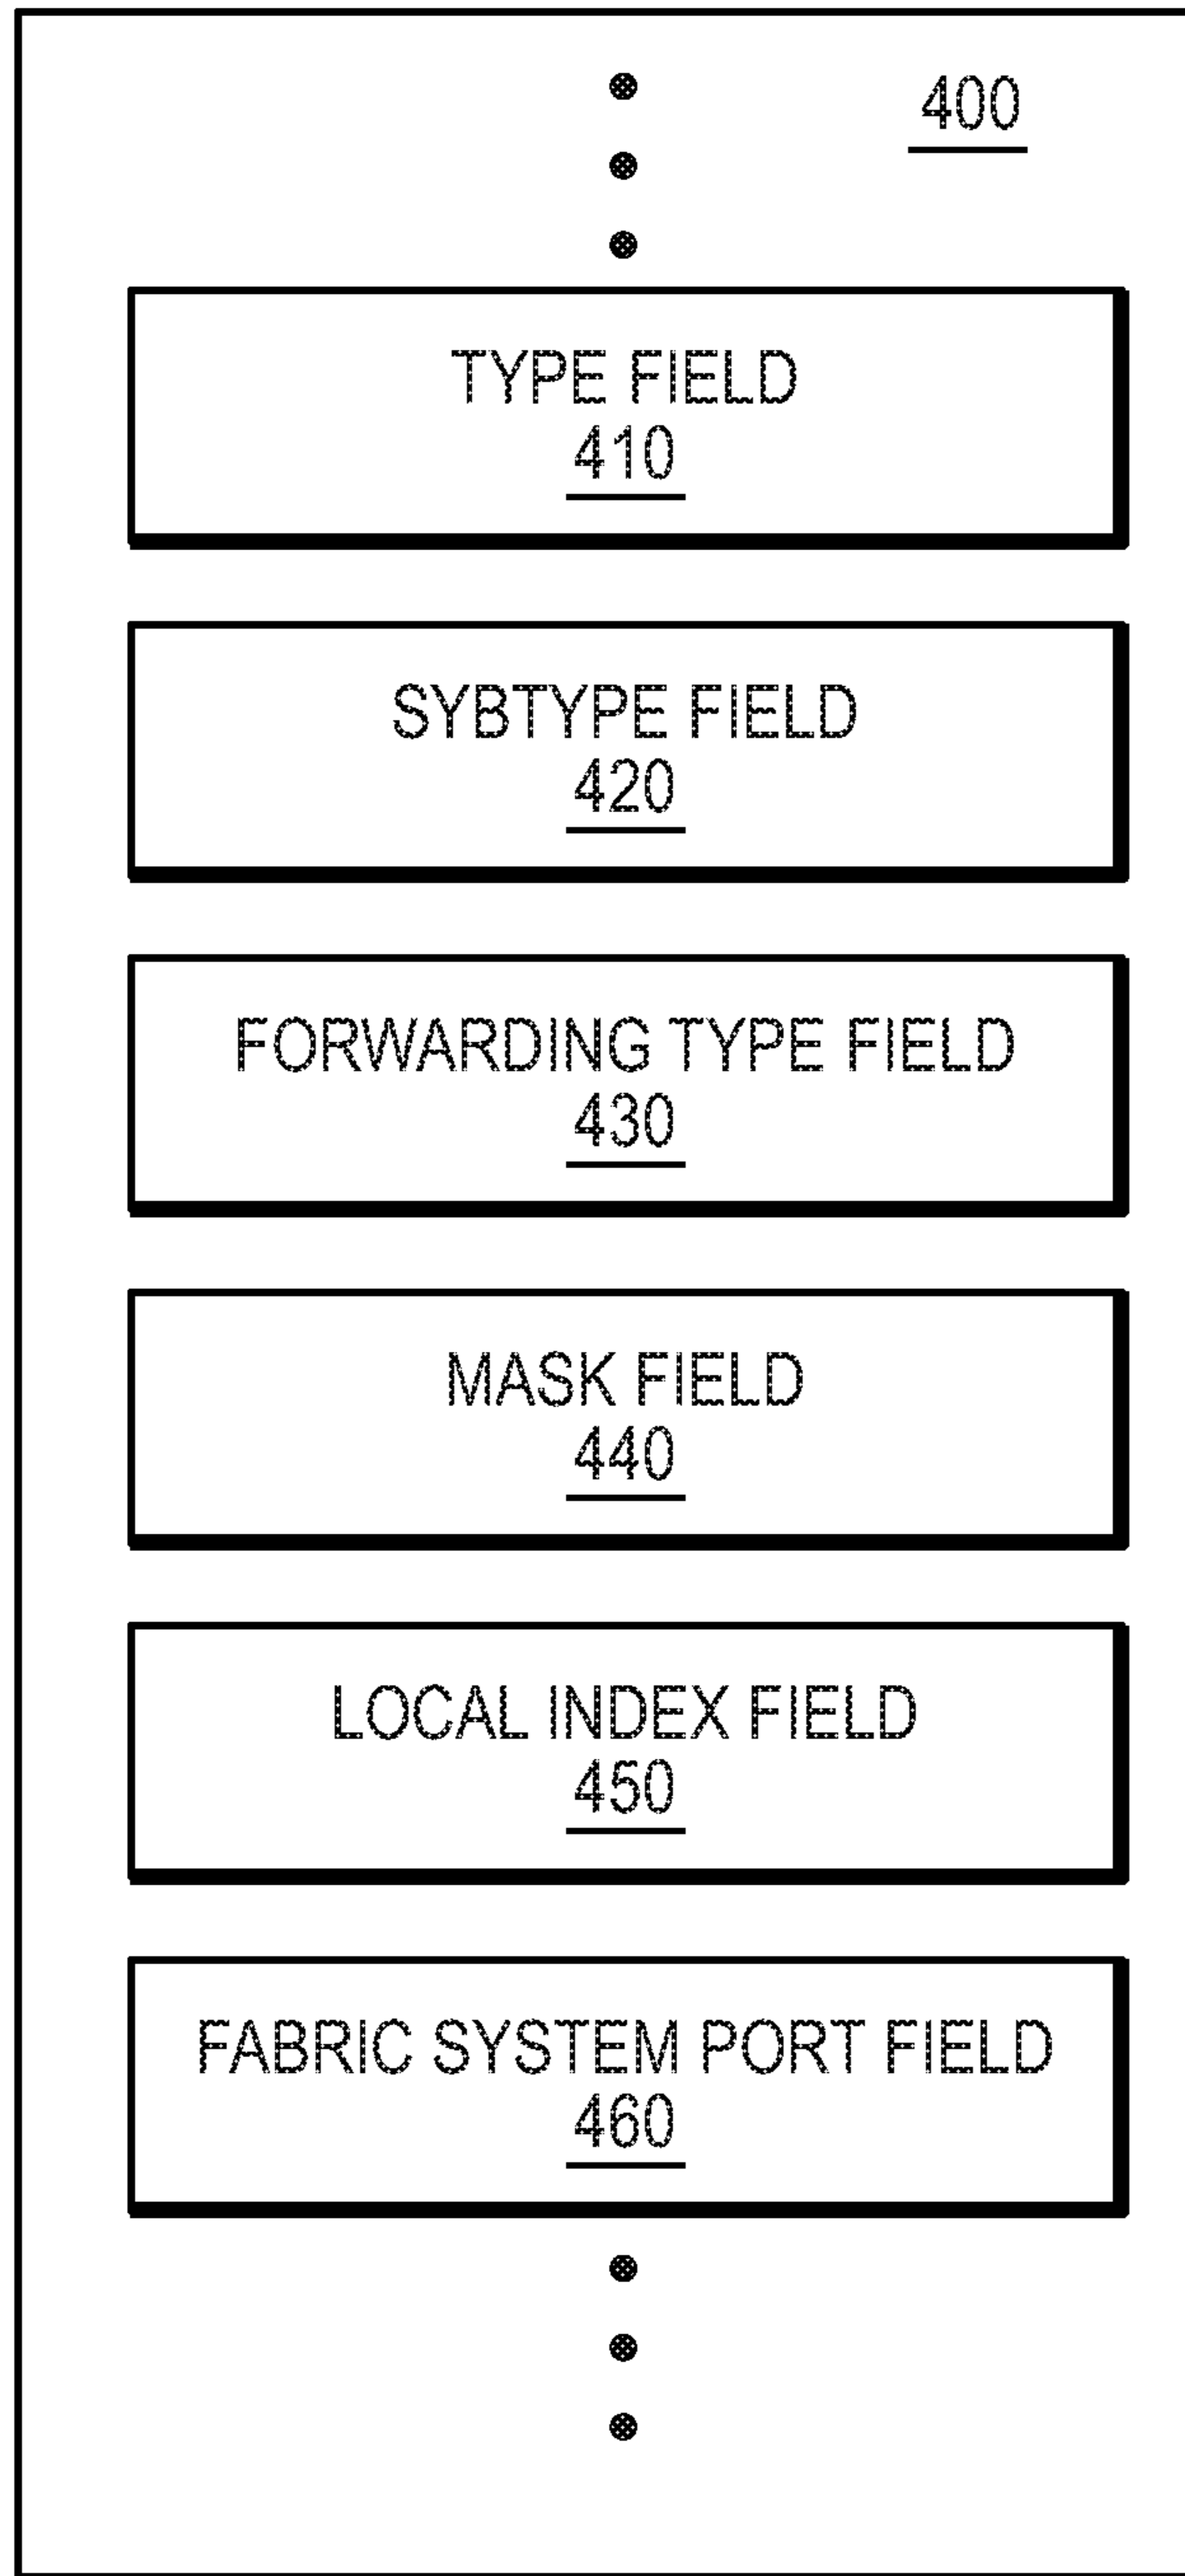 400
TYPE FIELD
410
SYBTYPE FIELD
420
FORWARDING TYPE FIELD
430
MASK FIELD
440
LOCAL INDEX FIELD
450
FABRIC SYSTEM PORT FIELD
460